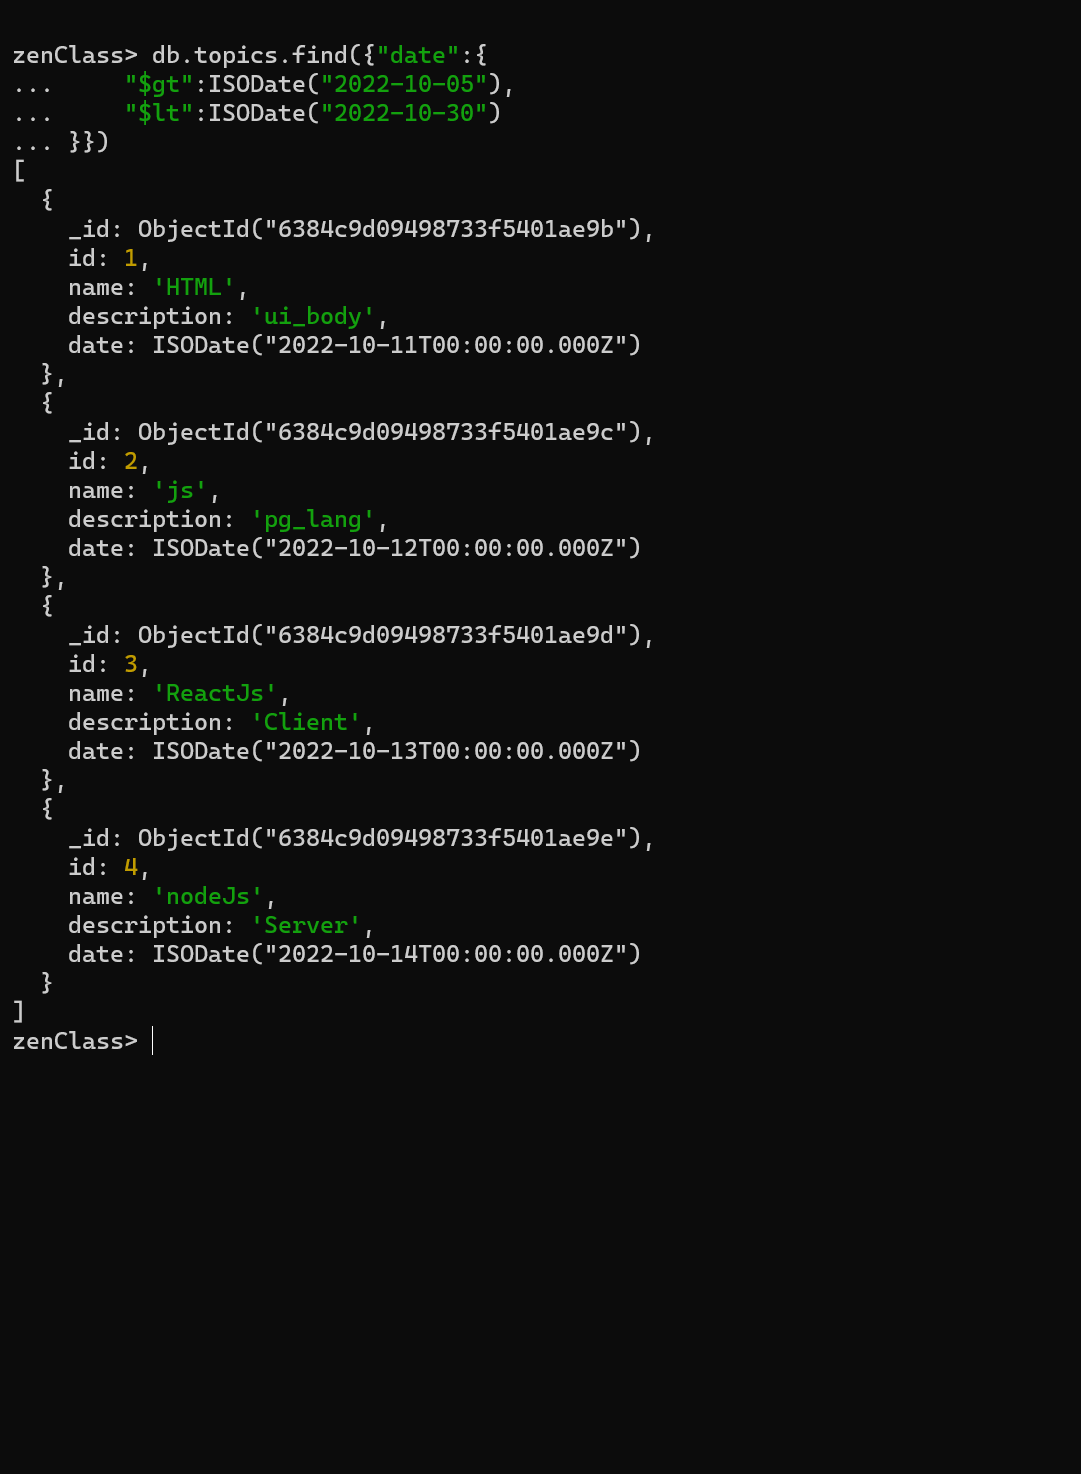 zenClass> db.topics.find({"date":{
...     "$gt":ISODate("2022-10-05"),
...     "$lt":ISODate("2022-10-30")
... }})
[
  {
    _id: ObjectId("6384c9d09498733f5401ae9b"),
    id: 1,
    name: 'HTML',
    description: 'ui_body',
    date: ISODate("2022-10-11T00:00:00.000Z")
  },
  {
    _id: ObjectId("6384c9d09498733f5401ae9c"),
    id: 2,
    name: 'js',
    description: 'pg_lang',
    date: ISODate("2022-10-12T00:00:00.000Z")
  },
  {
    _id: ObjectId("6384c9d09498733f5401ae9d"),
    id: 3,
    name: 'ReactJs',
    description: 'Client',
    date: ISODate("2022-10-13T00:00:00.000Z")
  },
  {
    _id: ObjectId("6384c9d09498733f5401ae9e"),
    id: 4,
    name: 'nodeJs',
    description: 'Server',
    date: ISODate("2022-10-14T00:00:00.000Z")
  }
]
zenClass>